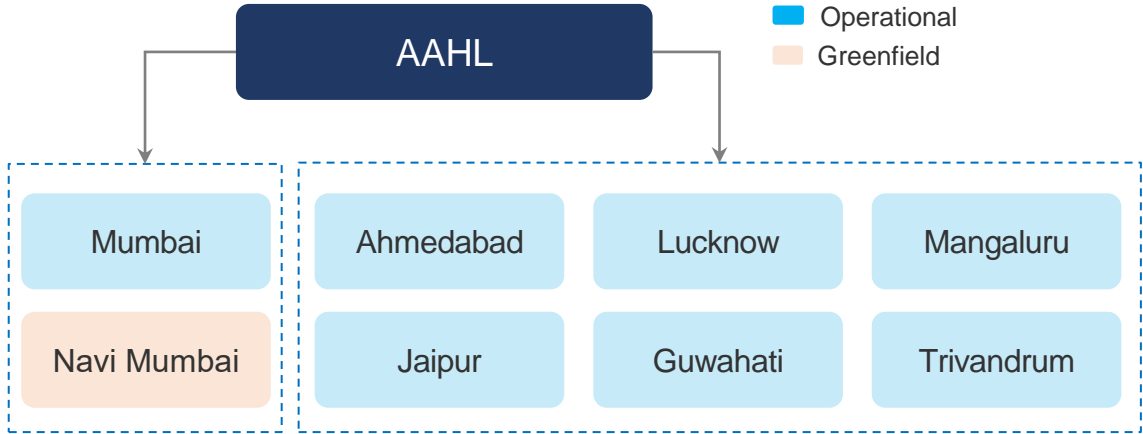 AAHL
Operational
Greenfield
Mumbai
Navi Mumbai
Ahmedabad
Lucknow
Mangaluru
Jaipur
Guwahati
Trivandrum